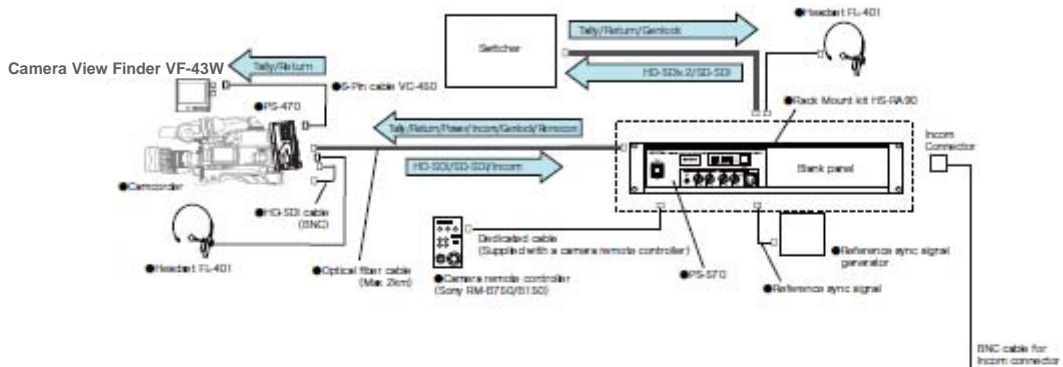 Camera View Finder VF-43W
Tally/Return
●6-Pin cable VC-450
●PS-470
●Camcorder
●HD-SDI cable
(BNC)
●Headset FL-401
Tally/Return/Power/Incom/Genlock/Remocon
HD-SDI/SD-SDI/Incom
●Optical fiber cable
(Max 2km)
Switcher
Tally/Return/Genlock
HD-SDIx2/SD-SDI
●Headset FL-401
●Rack Mount kit HS-RA90
Blank panel
Incom
Connector
Dedicated cable
(Supplied with a camera remote controller)
●Camera remote controller
(Sony RM-B750/B150)
●PS-570
●Reference sync signal
generator
●Reference sync signal
BNC cable for
Incom connector